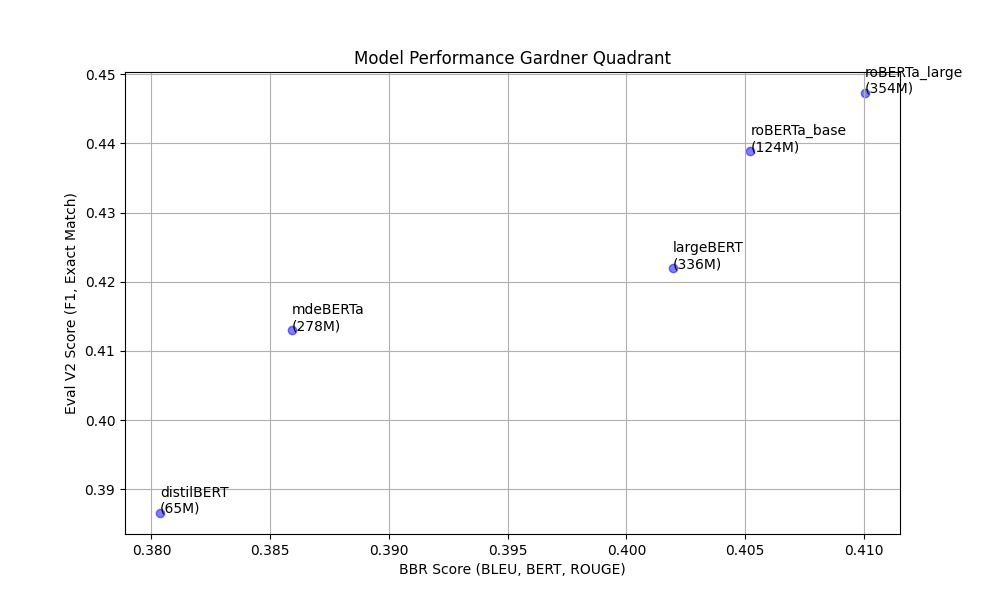 Model Performance Gardner Quadrant
roBERTa_large
(354M)
roBERTa_base
(124M)
largeBERT
(336M)
mdeBERTa
(278M)
distilBERT
(65M)
Eval V2 Score (F1, Exact Match)
0.45
0.44
0.43
0.42
0.41
0.40
0.39
0.380
0.385
0.390
0.395
0.400
0.405
0.410
BBR Score (BLEU, BERT, ROUGE)